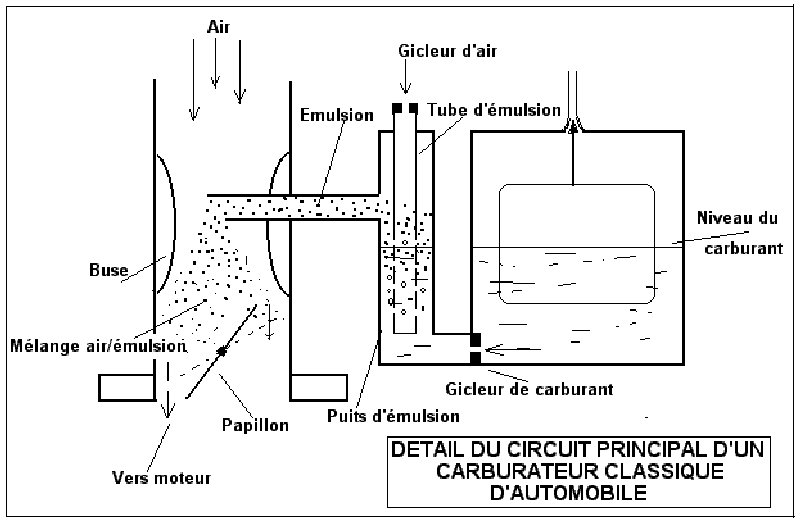 Air
Gicleur d'air
Emulsion
Tube d'émulsion
Niveau du
carburant
Buse
Mélange air/émulsion
Gicleur de carburant
Puits d'émulsion
Papillon
Vers moteur
DETAIL DU CIRCUIT PRINCIPAL D'UN
CARBURATEUR CLASSIQUE
D'AUTOMOBILE